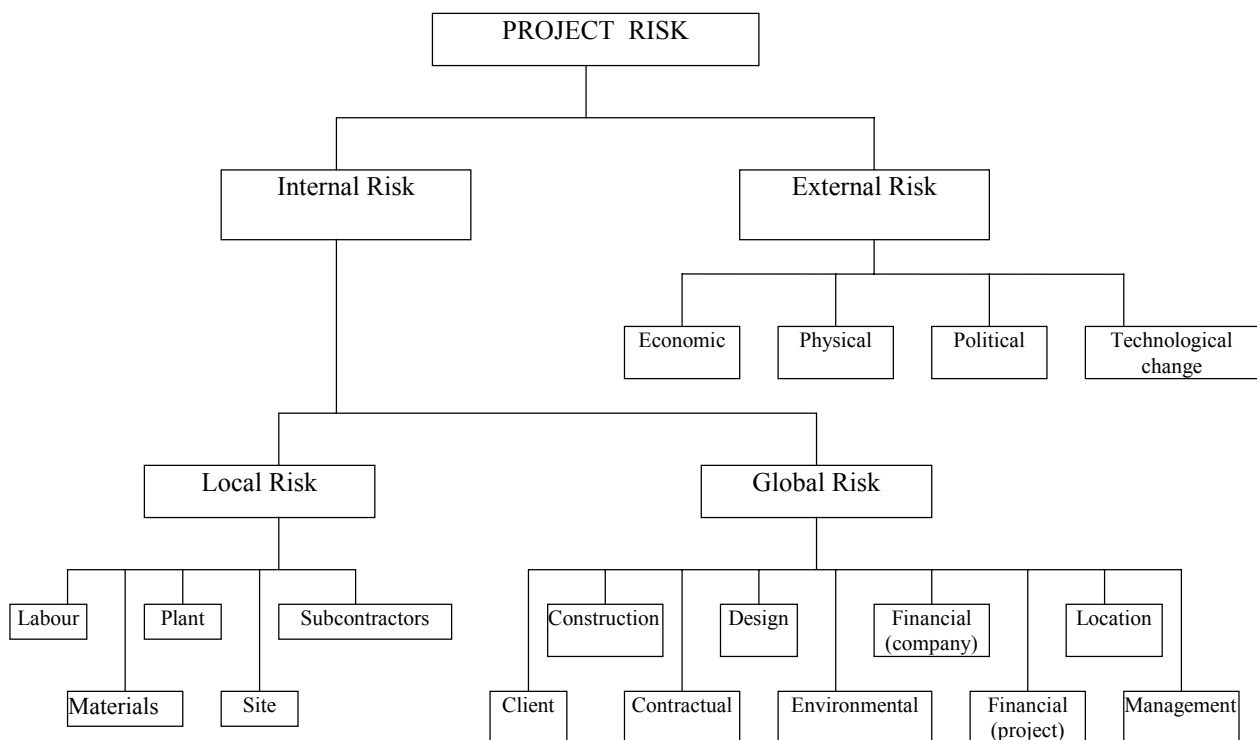 PROJECT RISK
Internal Risk
External Risk
Economic
Physical
Political
Technological
change
Local Risk
Global Risk
Labour
Plant
Subcontractors
Construction
Design
Financial
(company)
Location
Materials
Site
Client
Contractual
Environmental
Financial
(project)
Management